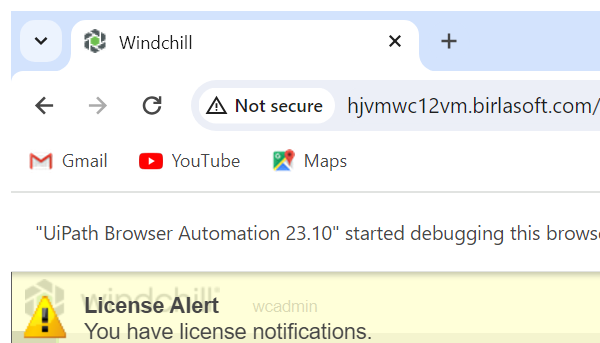 Windchill
Not secure hjvmwc12vm.birlasoft.com/
Gmail YouTube Maps
"UiPath Browser Automation 23.10" started debugging this browse
windchill
License Alert wcadmin
You have license notifications.